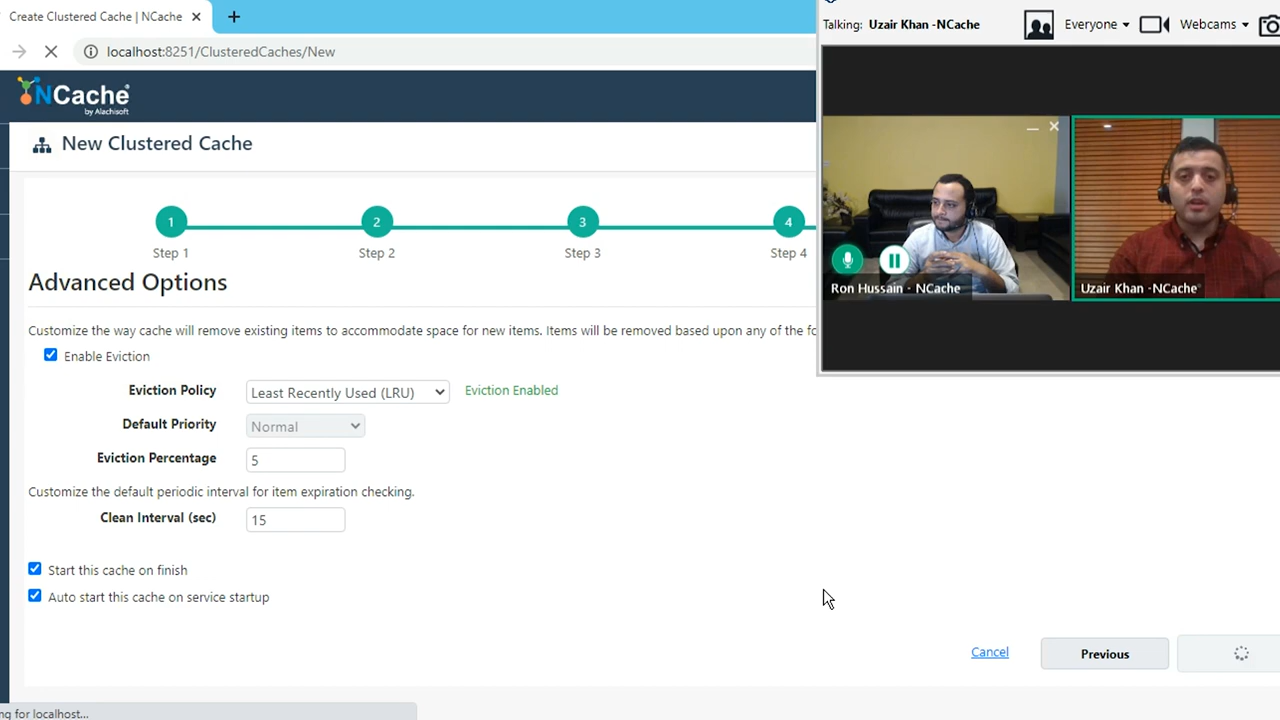 Create Clustered Cache | NCache
localhost:8251/ClusteredCaches/New
NCache
by Alachisoft
New Clustered Cache
1
2
3
4
Step 1
Step 2
Step 3
Step 4
Advanced Options
Customize the way cache will remove existing items to accommodate space for new items. Items will be removed based upon any of the fo
Enable Eviction
Eviction Policy
Least Recently Used (LRU)
Eviction Enabled
Default Priority
Normal
Eviction Percentage
5
Customize the default periodic interval for item expiration checking.
Clean Interval (sec)
15
Start this cache on finish
Auto start this cache on service startup
Cancel
Previous
ng for localhost...
Talking: Uzair Khan -NCache
Everyone
Webcams
Ron Hussain - NCache
Uzair Khan -NCache